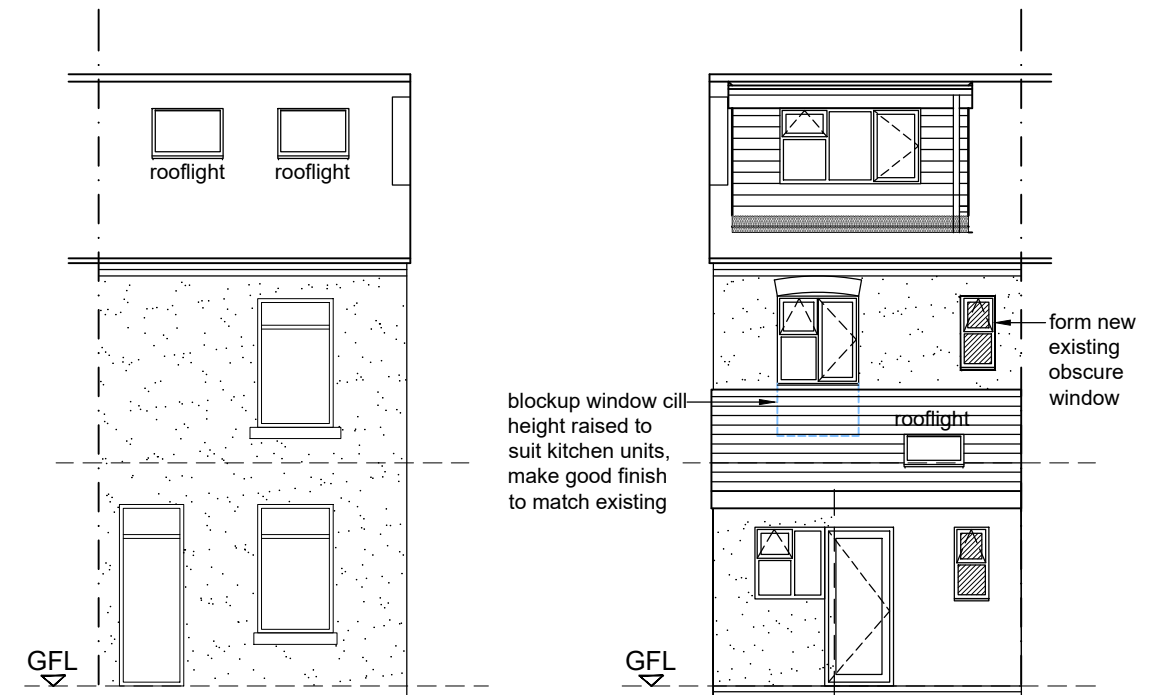 rooflight
rooflight
GFL
form new
existing
obscure
window
blockup window cill
height raised to
suit kitchen units,
make good finish
to match existing
rooflight
GFL